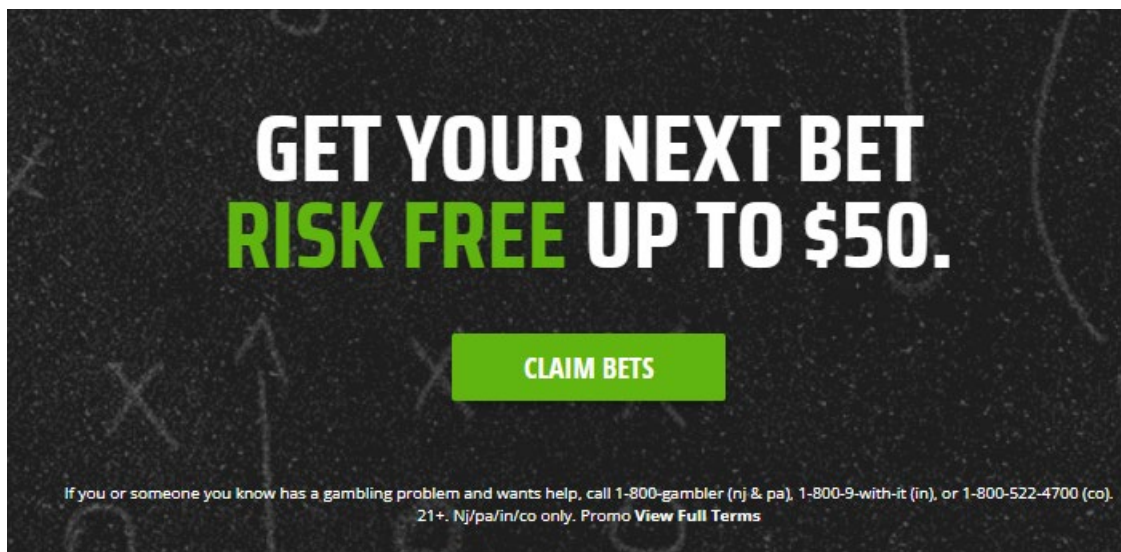 GET YOUR NEXT BET
RISK FREE UP TO $50.
CLAIM BETS
If you or someone you know has a gambling problem and wants help, call 1-800-gambler (nj & pa), 1-800-9-with-it (in), or 1-800-522-4700 (co).
21+. Nj/pa/in/co only. Promo View Full Terms